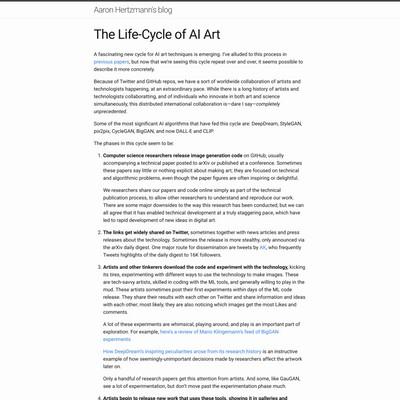 Aaron Hertzmann's blog
The Life-Cycle of AI Art
A fascinating new cycle for AI art techniques is emerging. I've alluded to this process in
previous papers, but now that we're seeing this cycle repeat over and over, it seems possible to
describe it more concretely.
Because of Twitter and GitHub repos, we have a sort of worldwide collaboration of artists and
technologists happening, at an extraordinary pace. While there is a long history of artists and
technologists collaborating, and of individuals who innovate in both art and science
simultaneously, this distributed international collaboration is—dare I say—completely
unprecedented.
Some of the most significant AI algorithms that have fed this cycle are: DeepDream, StyleGAN,
pix2pix, CycleGAN, BigGAN, and now DALL-E and CLIP.
The phases in this cycle seem to be:
1. Computer science researchers release image generation code on GitHub, usually
accompanying a technical paper posted to arXiv or published at a conference. Sometimes
these papers say little or nothing explicit about making art; they are focused on technical
and algorithmic problems, even though the paper figures are often inspiring or delightful.
We researchers share our papers and code online simply as part of the technical
publication process, to allow other researchers to understand and reproduce our work.
There are some major downsides to the way this research has been conducted, but we can
all agree that it has enabled technical development at a truly staggering pace, which have
led to rapid development of new ideas in digital art
2. The links get widely shared on Twitter, sometimes together with news articles and press
releases about the technology. Sometimes the release is more stealthy, only announced via
the arXiv daily digest. One major route for dissemination are tweets by AK, who frequently
Tweets highlights of the daily digest to 16K followers.
3. Artists and other tinkerers download the code and experiment with the technology, kicking
its tires, experimenting with different ways to use the technology to make images. These
are tech-savvy artists, skilled in coding with the ML tools, and generally willing to play in the
mud. These artists sometimes post their first experiments within days of the ML code
release. They share their results with each other on Twitter and share information and ideas
with each other; most likely, they are also noticing which images get the most Likes and
comments.
A lot of these experiments are whimsical, playing around; and play is an important part of
exploration. For example, here's a review of Mario Klingemann's feed of BigGAN
experiments
How DeepDream's inspiring peculiarities arose from its research history is an instructive
example of how seemingly-unimportant decisions made by researchers affect the artwork
later on.
Only a handful of research papers get this attention from artists. And some, like GauGAN,
see a lot of experimentation, but don't move past the experimentation phase much.
4. Artists begin to release new work that uses these tools, showing it in galleries and